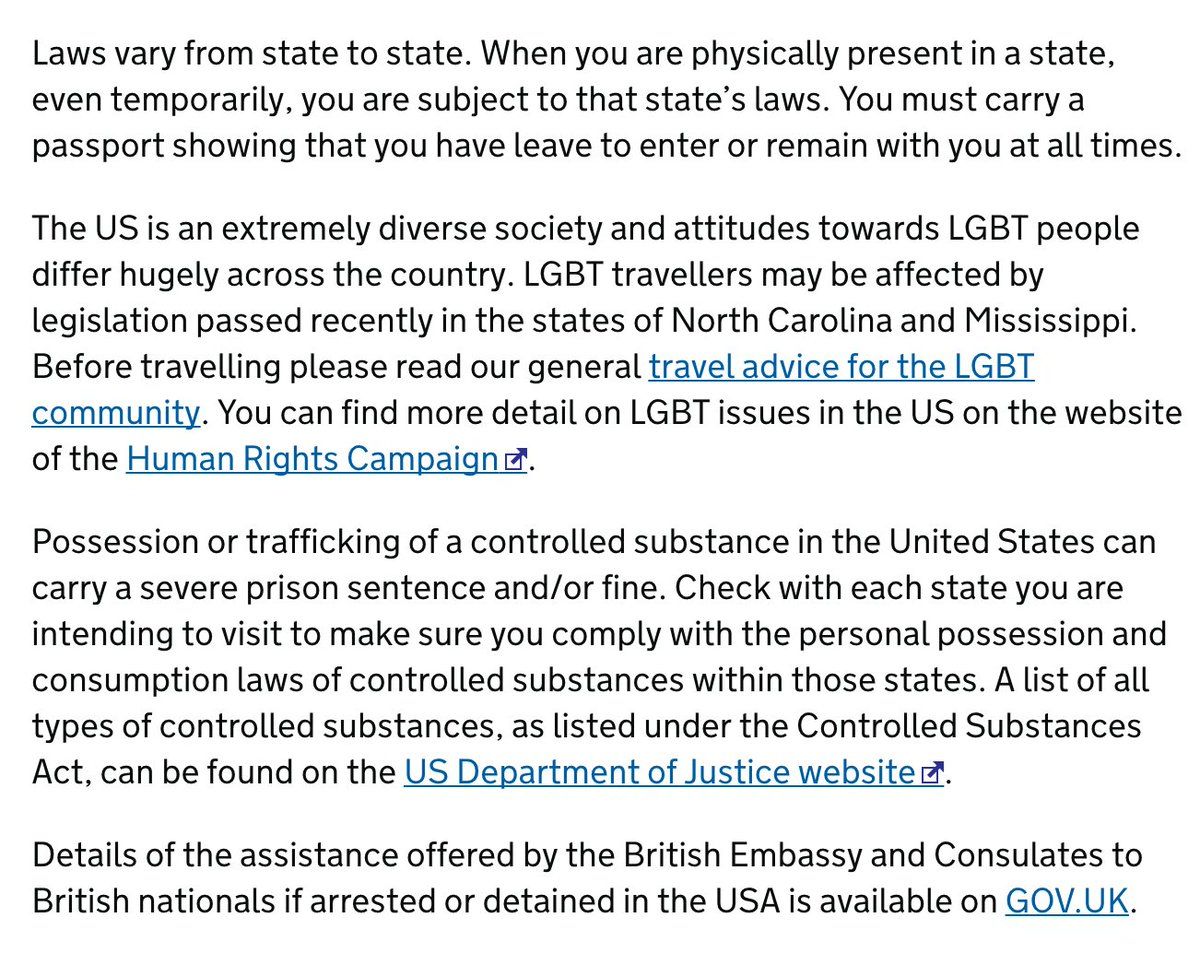 Laws vary from state to state. When you are physically present in a state,
even temporarily, you are subject to that state’s laws. You must carry a
passport showing that you have leave to enter or remain with you at all times.
The US is an extremely diverse society and attitudes towards LGBT people
differ hugely across the country. LGBT travellers may be affected by
legislation passed recently in the states of North Carolina and Mississippi.
Before travelling please read our general travel advice for the LGBT
community. You can find more detail on LGBT issues in the US on the website
of the Human Rights Campaign.
Possession or trafficking of a controlled substance in the United States can
carry a severe prison sentence and/or fine. Check with each state you are
intending to visit to make sure you comply with the personal possession and
consumption laws of controlled substances within those states. A list of all
types of controlled substances, as listed under the Controlled Substances
Act, can be found on the US Department of Justice website.
Details of the assistance offered by the British Embassy and Consulates to
British nationals if arrested or detained in the USA is available on GOV.UK.